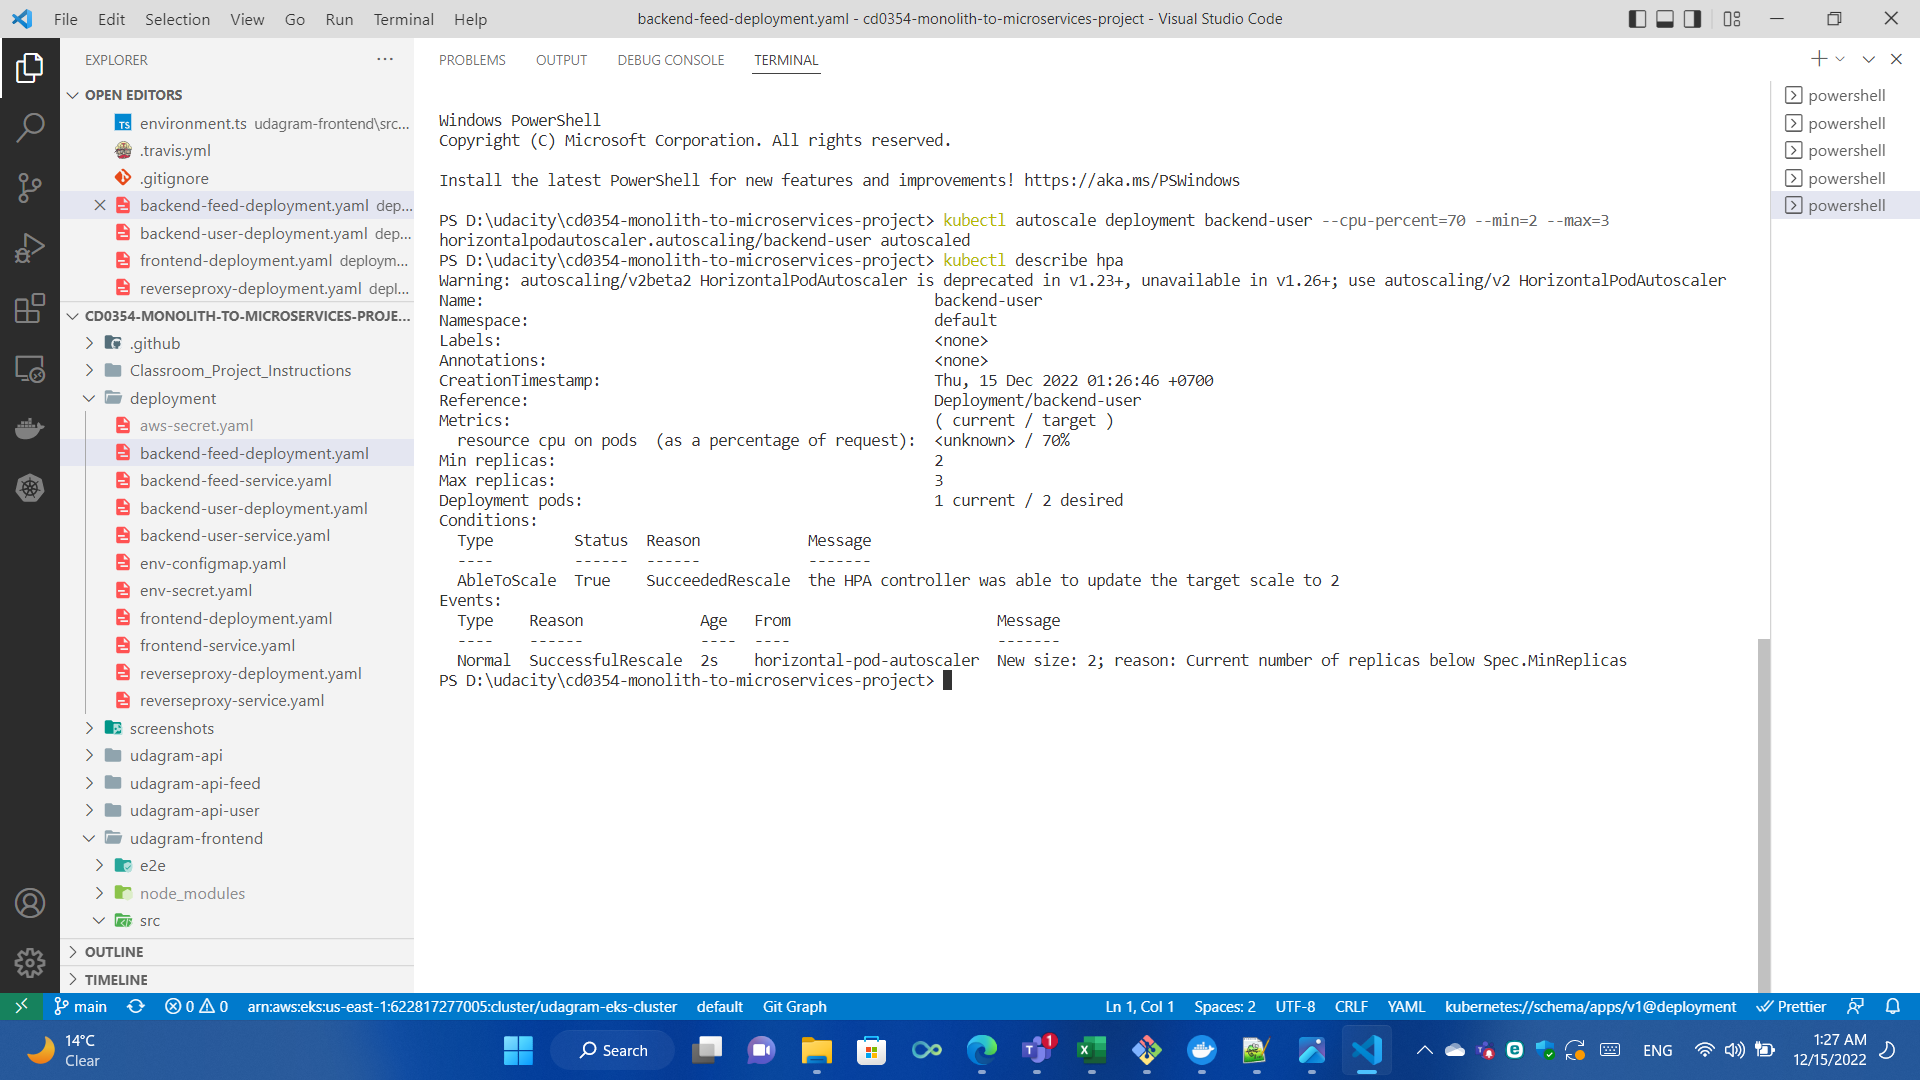 File Edit Selection View Go Run Terminal Help
backend-feed-deployment.yaml - cd0354-monolith-to-microservices-project - Visual Studio Code
EXPLORER
OPEN EDITORS
TS environment.ts udagram-frontend\src...
.travis.yml
.gitignore
backend-feed-deployment.yaml dep...
backend-user-deployment.yaml dep...
frontend-deployment.yaml deploym...
reverseproxy-deployment.yaml depl...
CD0354-MONOLITH-TO-MICROSERVICES-PROJE...
.github
Classroom_Project_Instructions
deployment
aws-secret.yaml
backend-feed-deployment.yaml
backend-feed-service.yaml
backend-user-deployment.yaml
backend-user-service.yaml
env-configmap.yaml
env-secret.yaml
frontend-deployment.yaml
frontend-service.yaml
reverseproxy-deployment.yaml
reverseproxy-service.yaml
screenshots
udagram-api
udagram-api-feed
udagram-api-user
udagram-frontend
e2e
node_modules
src
OUTLINE
TIMELINE
PROBLEMS OUTPUT DEBUG CONSOLE TERMINAL
Windows PowerShell
Copyright (C) Microsoft Corporation. All rights reserved.
Install the latest PowerShell for new features and improvements! https://aka.ms/PSWindows
PS D:\udacity\cd0354-monolith-to-microservices-project> kubectl autoscale deployment backend-user --cpu-percent=70 --min=2 --max=3
horizontalpodautoscaler.autoscaling/backend-user autoscaled
PS D:\udacity\cd0354-monolith-to-microservices-project> kubectl describe hpa
Warning: autoscaling/v2beta2 HorizontalPodAutoscaler is deprecated in v1.23+, unavailable in v1.26+; use autoscaling/v2 HorizontalPodAutoscaler
Name: backend-user
Namespace: default
Labels: <none>
Annotations: <none>
CreationTimestamp: Thu, 15 Dec 2022 01:26:46 +0700
Reference: Deployment/backend-user
Metrics: ( current / target )
resource cpu on pods (as a percentage of request): <unknown> / 70%
Min replicas: 2
Max replicas: 3
Deployment pods: 1 current / 2 desired
Conditions:
Type Status Reason Message
---- ------ ------ -------
AbleToScale True SucceededRescale the HPA controller was able to update the target scale to 2
Events:
Type Reason Age From Message
---- ------ ---- ---- -------
Normal SuccessfulRescale 2s horizontal-pod-autoscaler New size: 2; reason: Current number of replicas below Spec.MinReplicas
PS D:\udacity\cd0354-monolith-to-microservices-project>
powershell
powershell
powershell
powershell
powershell
main 0 0 arn:aws:eks:us-east-1:622817277005:cluster/udagram-eks-cluster default Git Graph
Ln 1, Col 1 Spaces: 2 UTF-8 CRLF YAML kubernetes://schema/apps/v1@deployment Prettier
14°C
Clear
Search
1
ENG
1:27 AM
12/15/2022